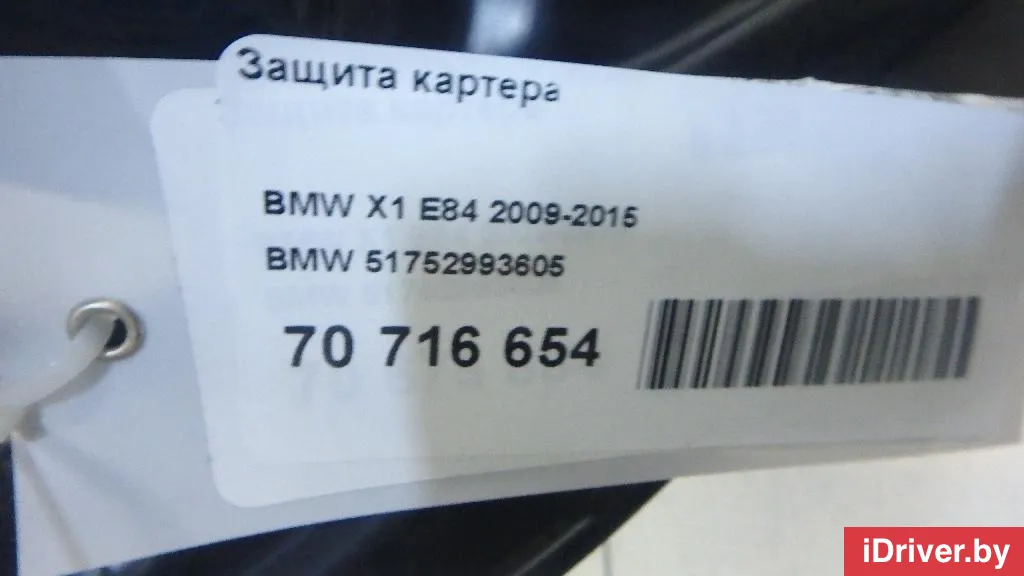 Защита картера
BMW X1 E84 2009-2015
BMW 51752993605
70 716 654
iDriver.by